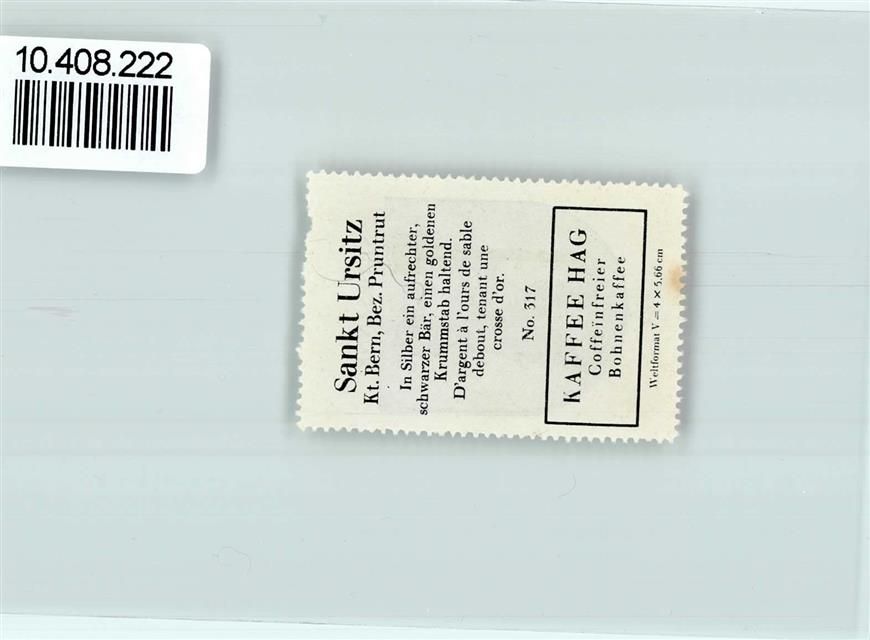 10.408.222
Sankt Ursitz
Kt. Bern, Bez. Pruntrut
In Silber ein aufrechter,
schwarzer Bär, einen goldenen
Krummstab haltend.
D'argent à l'ours de sable
debout, tenant une
crosse d'or.
No. 317
KAFFEE HAG
Coffeinfreier
Bohnenkaffee
Weltformat V = 4 × 5,66 cm